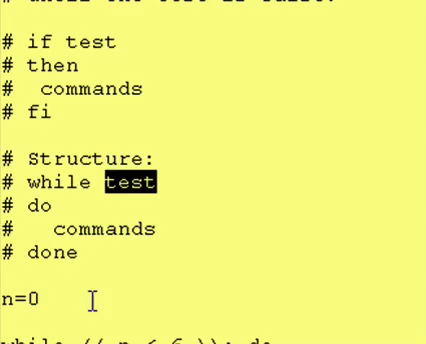 # if test
# then
#  commands
# fi
# Structure:
# while test
# do
#   commands
# done
n=0
while (( n < 6 )); do